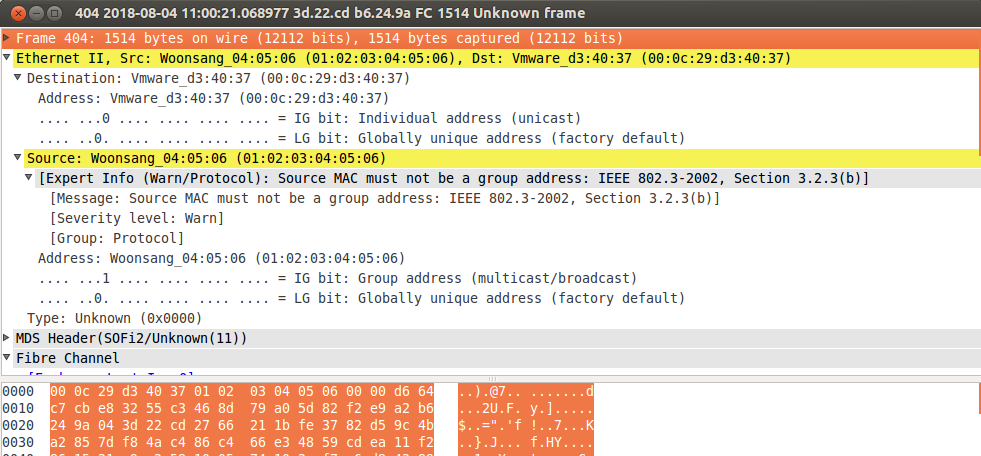 404 2018-08-04 11:00:21.068977 3d.22.cd b6.24.9a FC 1514 Unknown frame
Frame 404: 1514 bytes on wire (12112 bits), 1514 bytes captured (12112 bits)
Ethernet II, Src: Woonsang_04:05:06 (01:02:03:04:05:06), Dst: Vmware_d3:40:37 (00:0c:29:d3:40:37)
Destination: Vmware_d3:40:37 (00:0c:29:d3:40:37)
Address: Vmware_d3:40:37 (00:0c:29:d3:40:37)
.... ...0 .... .... .... .... = IG bit: Individual address (unicast)
.... ..0. .... .... .... .... = LG bit: Globally unique address (factory default)
Source: Woonsang_04:05:06 (01:02:03:04:05:06)
[Expert Info (Warn/Protocol): Source MAC must not be a group address: IEEE 802.3-2002, Section 3.2.3(b)]
[Message: Source MAC must not be a group address: IEEE 802.3-2002, Section 3.2.3(b)]
[Severity level: Warn]
[Group: Protocol]
Address: Woonsang_04:05:06 (01:02:03:04:05:06)
.... ...1 .... .... .... .... = IG bit: Group address (multicast/broadcast)
.... ..0. .... .... .... .... = LG bit: Globally unique address (factory default)
Type: Unknown (0x0000)
MDS Header(SOFi2/Unknown(11))
Fibre Channel
0000 00 0c 29 d3 40 37 01 02 03 04 05 06 00 00 d6 64 ..).@7.. .......d
0010 c7 cb e8 32 55 c3 46 8d 79 a0 5d 82 f2 e9 a2 b6 ...2U.F. y.].....
0020 24 9a 04 3d 22 cd 27 66 21 1b fe 37 82 d5 9c 4b $..=".'f !..7...K
0030 a2 85 7d f8 4a c4 86 c4 66 e3 48 59 cd ea 11 f2 ..}.J... f.HY....